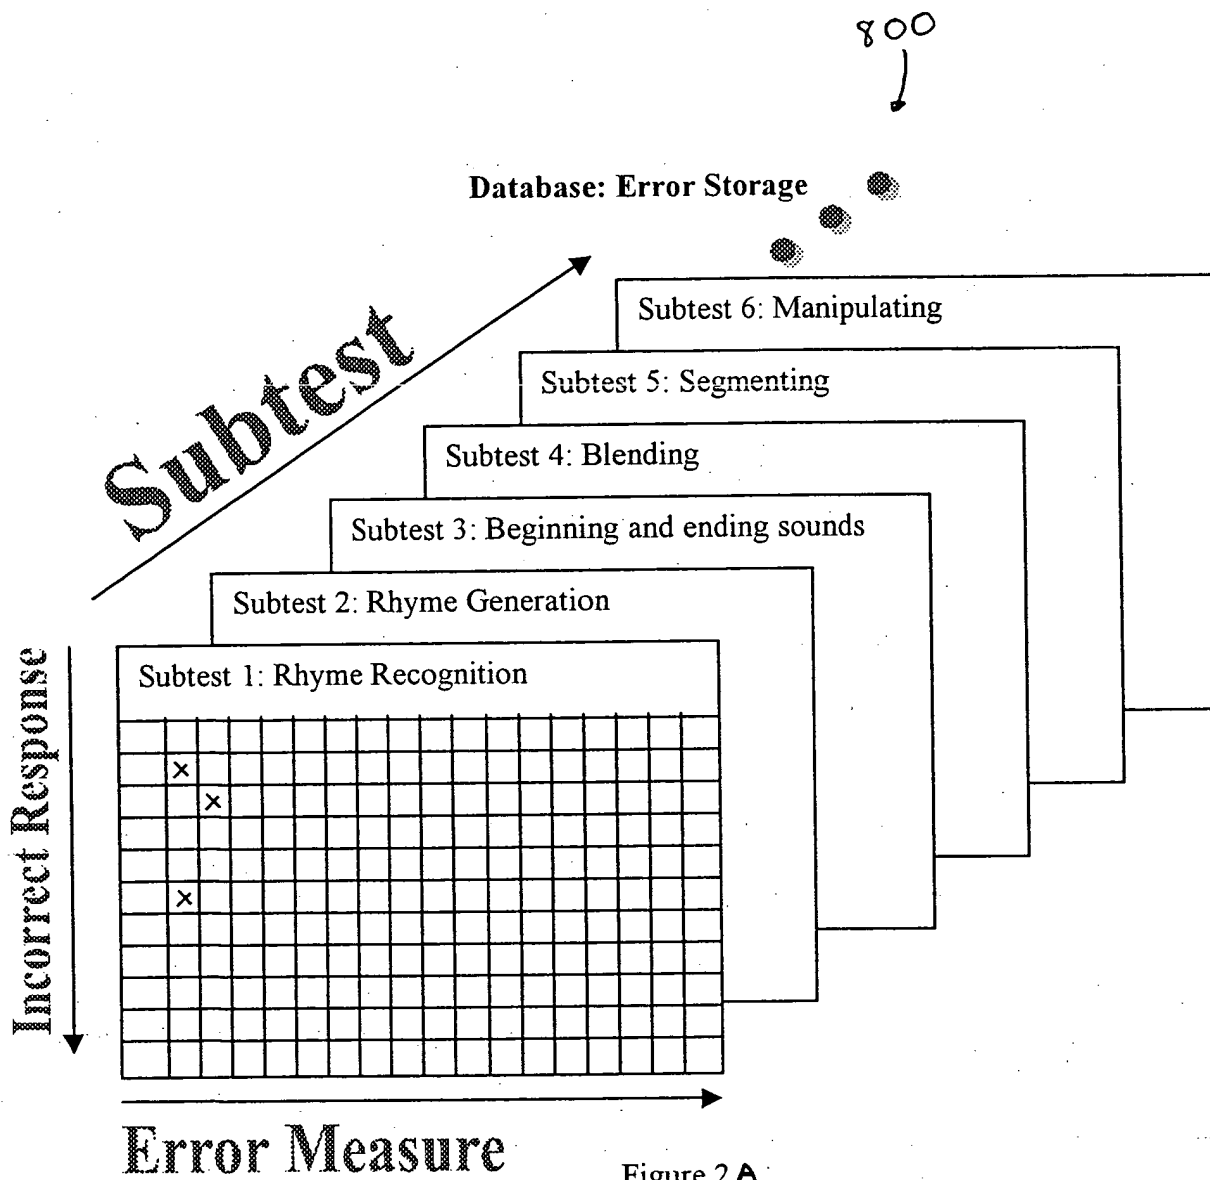 800
Database: Error Storage
Subtest
Subtest 6: Manipulating
Subtest 5: Segmenting
Subtest 4: Blending
Subtest 3: Beginning and ending sounds
Subtest 2: Rhyme Generation
Subtest 1: Rhyme Recognition
Incorrect Response
x
x
x
Error Measure
Figure 2 A